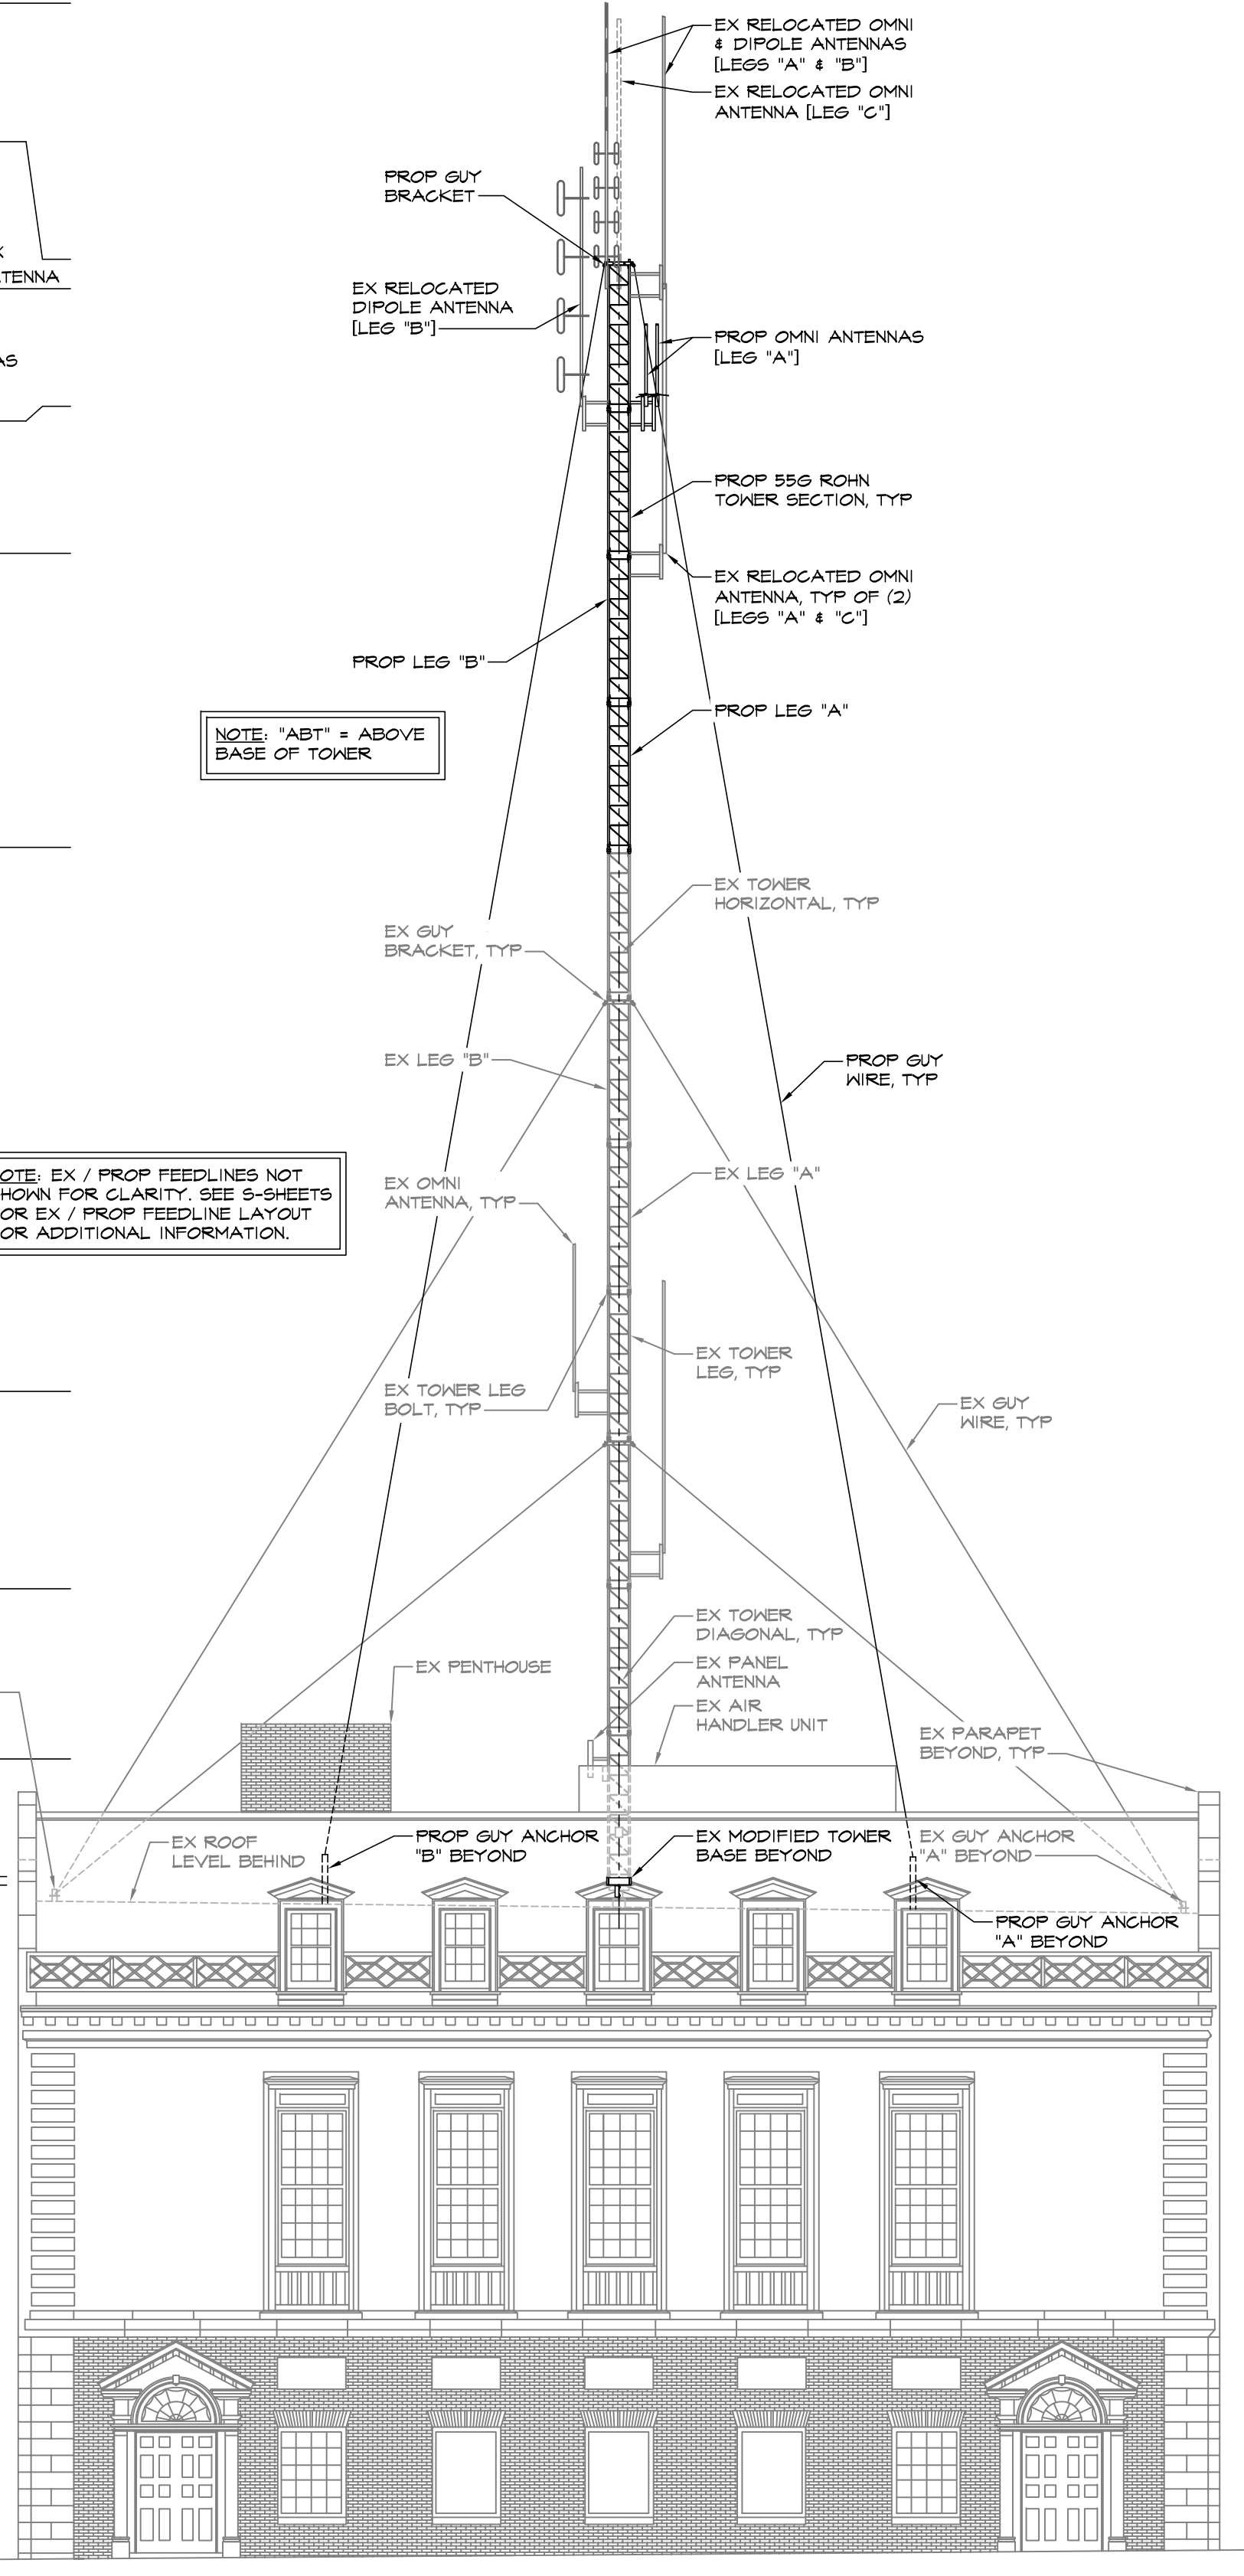 EX RELOCATED OMNI
& DIPOLE ANTENNAS
[LEGS "A" & "B"]
EX RELOCATED OMNI
ANTENNA [LEG "C"]
PROP GUY
BRACKET
EX RELOCATED
DIPOLE ANTENNA
[LEG "B"]
PROP OMNI ANTENNAS
[LEG "A"]
PROP 55G ROHN
TOWER SECTION, TYP
EX RELOCATED OMNI
ANTENNA, TYP OF (2)
[LEGS "A" & "C"]
PROP LEG "B"
PROP LEG "A"
NOTE: "ABT" = ABOVE
BASE OF TOWER
EX TOWER
HORIZONTAL, TYP
EX GUY
BRACKET, TYP
EX LEG "B"
PROP GUY
WIRE, TYP
OTE: EX / PROP FEEDLINES NOT
HOWN FOR CLARITY. SEE S-SHEETS
OR EX / PROP FEEDLINE LAYOUT
OR ADDITIONAL INFORMATION.
EX OMNI
ANTENNA, TYP
EX LEG "A"
EX TOWER
LEG, TYP
EX TOWER LEG
BOLT, TYP
EX GUY
WIRE, TYP
EX TOWER
DIAGONAL, TYP
EX PENTHOUSE
EX PANEL
ANTENNA
EX AIR
HANDLER UNIT
EX PARAPET
BEYOND, TYP
EX ROOF
LEVEL BEHIND
PROP GUY ANCHOR
"B" BEYOND
EX MODIFIED TOWER
BASE BEYOND
EX GUY ANCHOR
"A" BEYOND
PROP GUY ANCHOR
"A" BEYOND